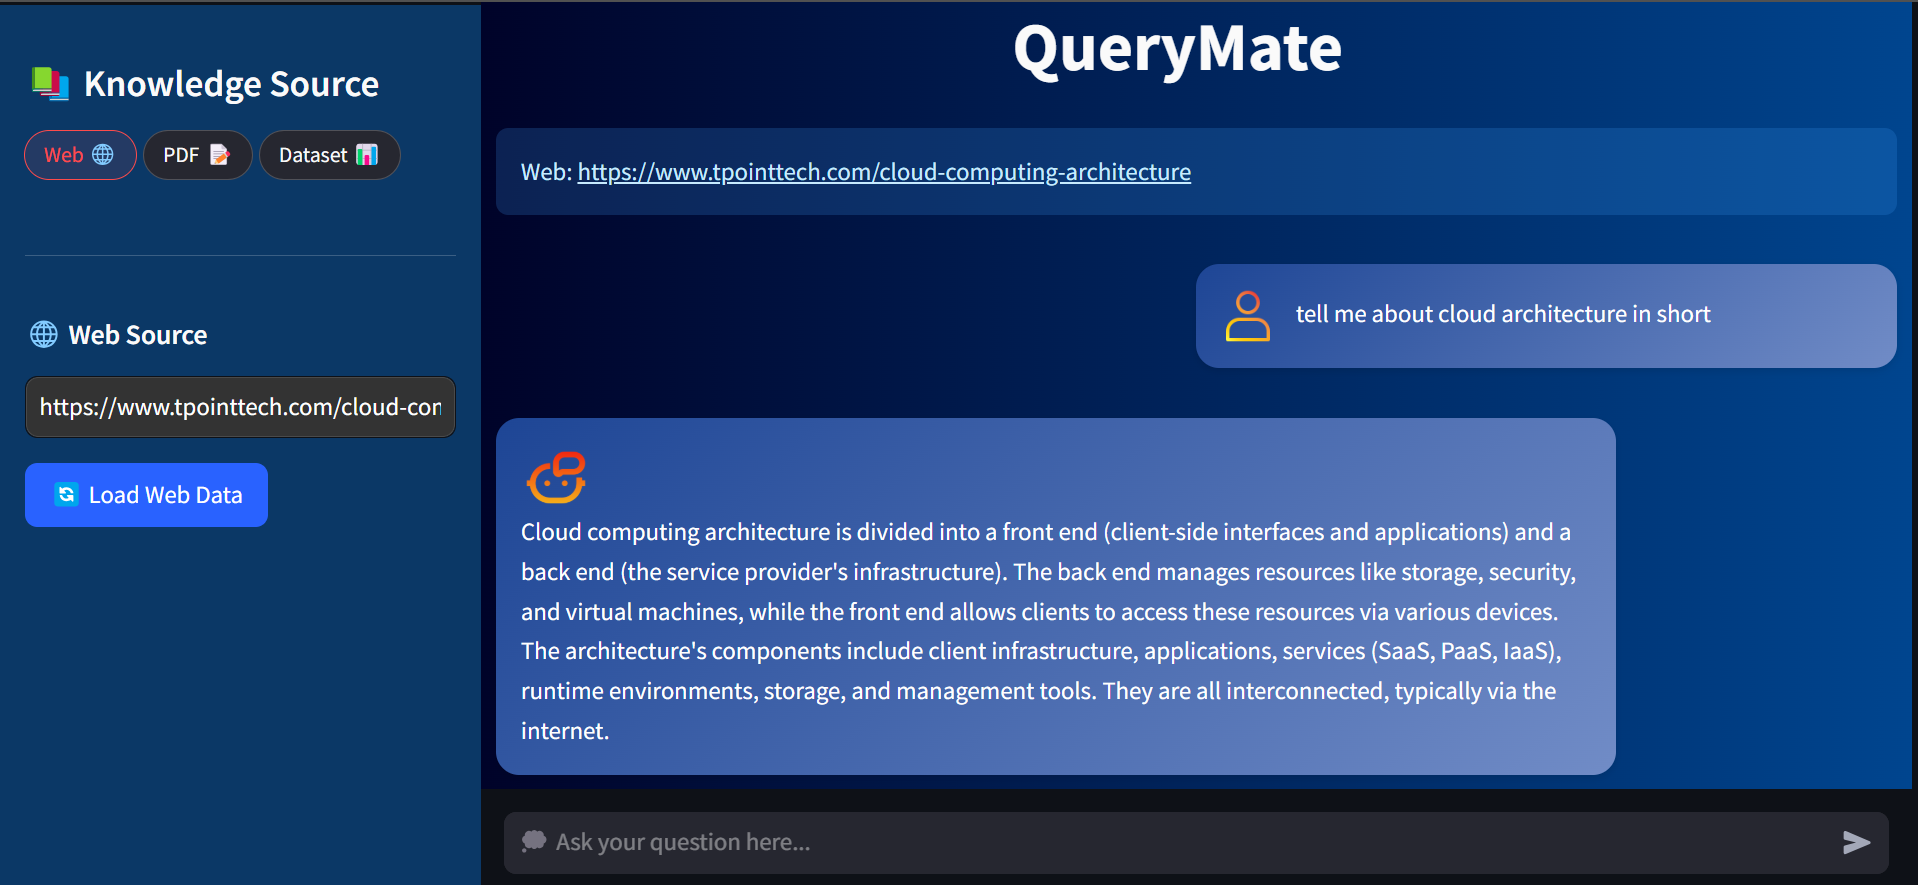 Knowledge Source
Web
PDF
Dataset
Web Source
https://www.tpointtech.com/cloud-con
Load Web Data
QueryMate
Web: https://www.tpointtech.com/cloud-computing-architecture
tell me about cloud architecture in short
Cloud computing architecture is divided into a front end (client-side interfaces and applications) and a
back end (the service provider's infrastructure). The back end manages resources like storage, security,
and virtual machines, while the front end allows clients to access these resources via various devices.
The architecture's components include client infrastructure, applications, services (SaaS, PaaS, IaaS),
runtime environments, storage, and management tools. They are all interconnected, typically via the
internet.
Ask your question here...